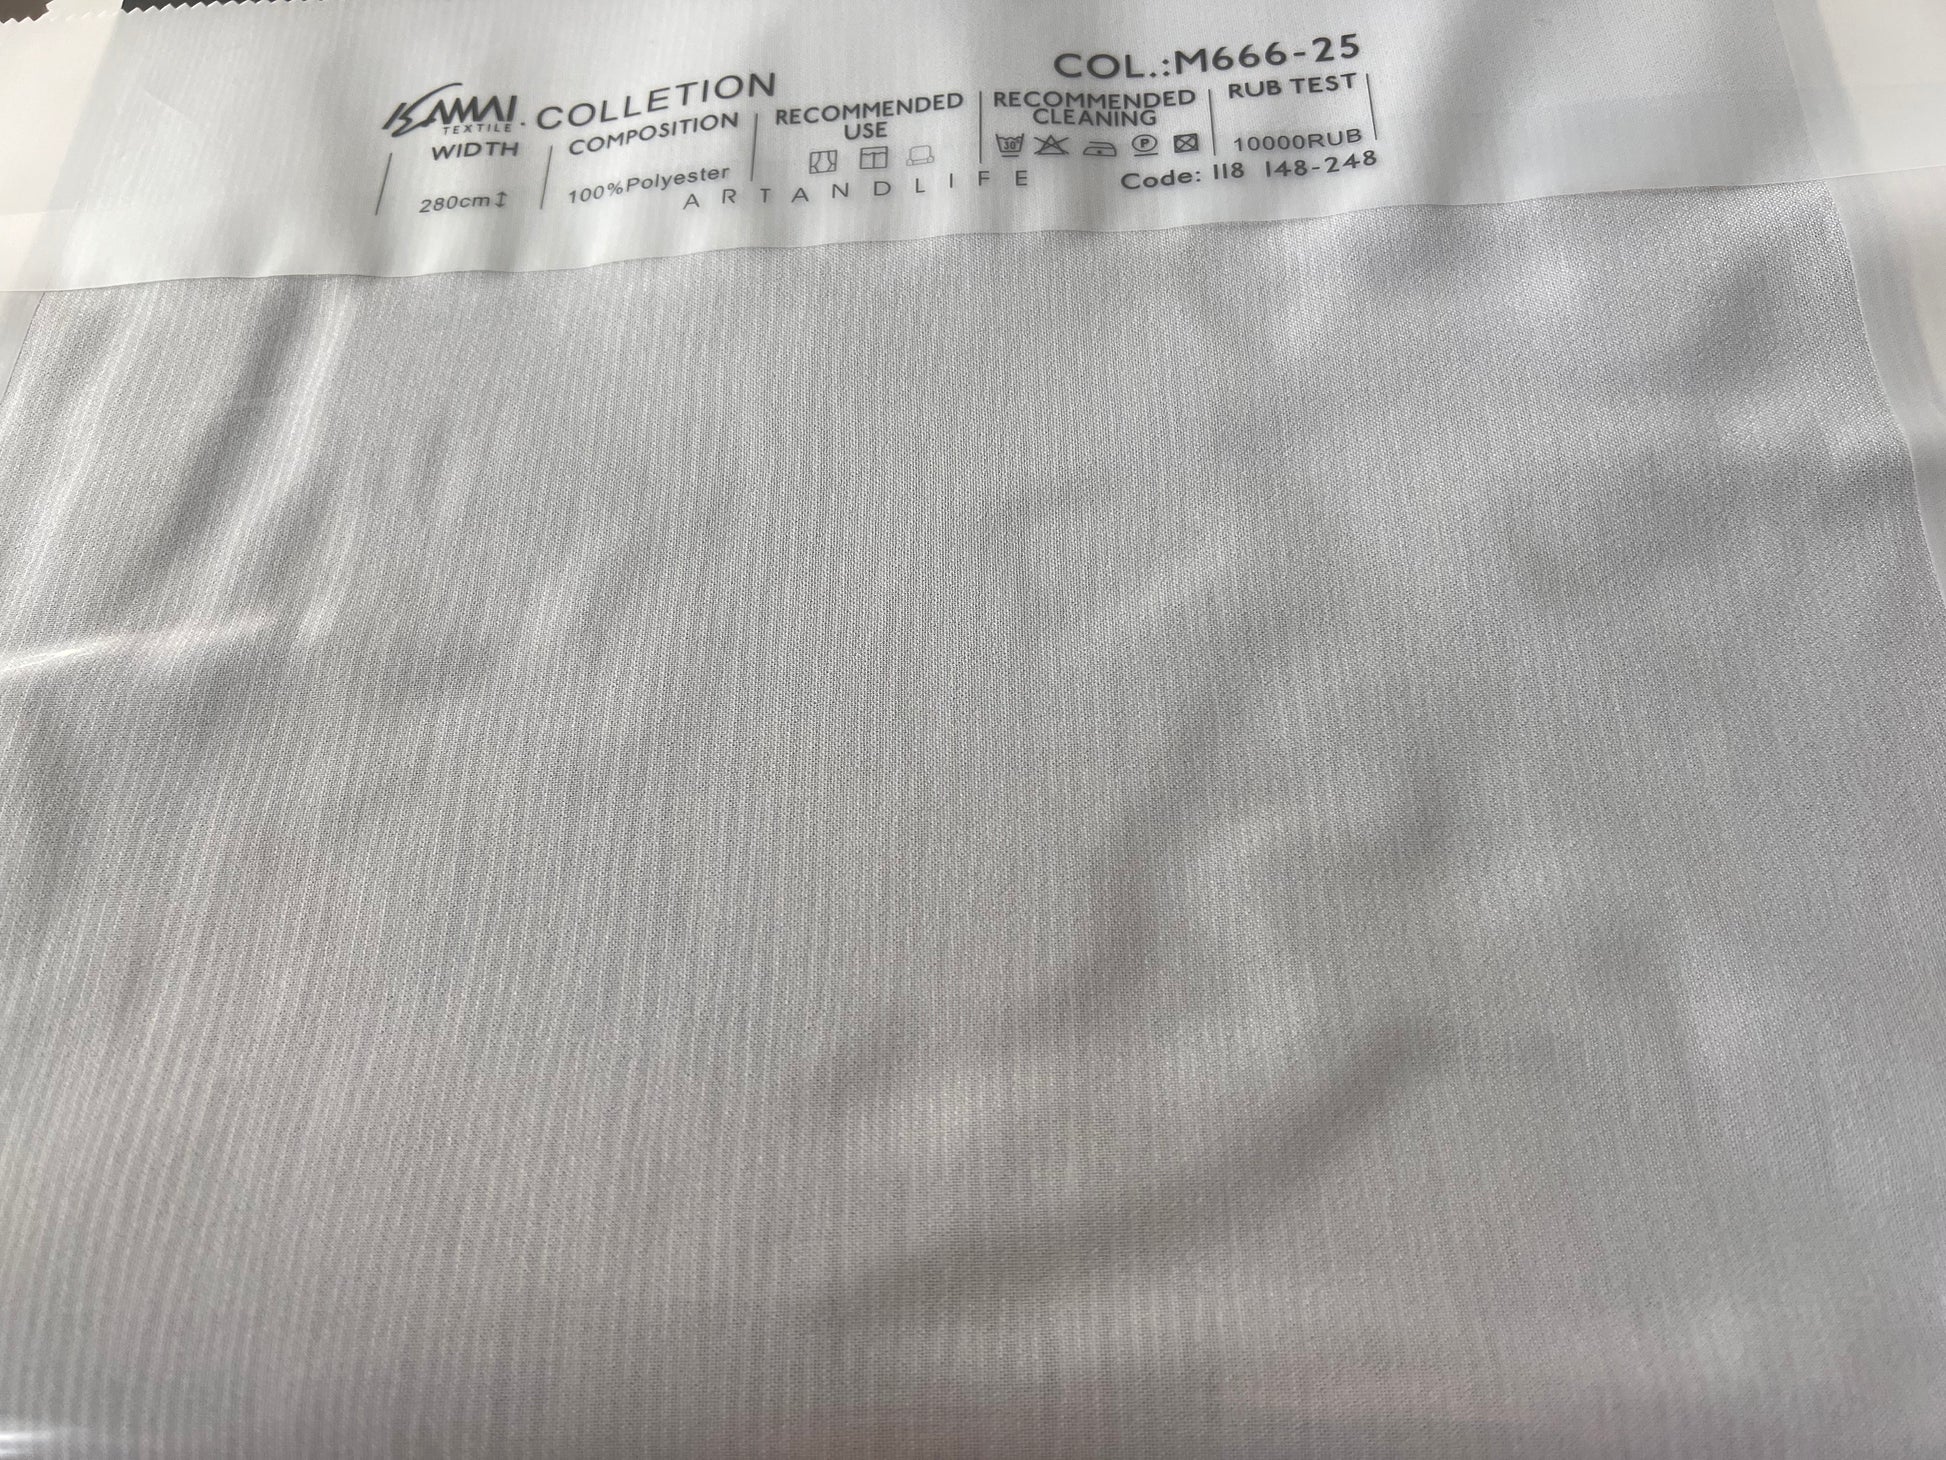 KAMAI TEXTILE. COLLETION
COL.:M666-25
WIDTH
280cm
COMPOSITION
100%Polyester
RECOMMENDED
USE
RECOMMENDED
CLEANING
30°
P
RUB TEST
10000RUB
ARTANDLIFE
Code: 118 148-248